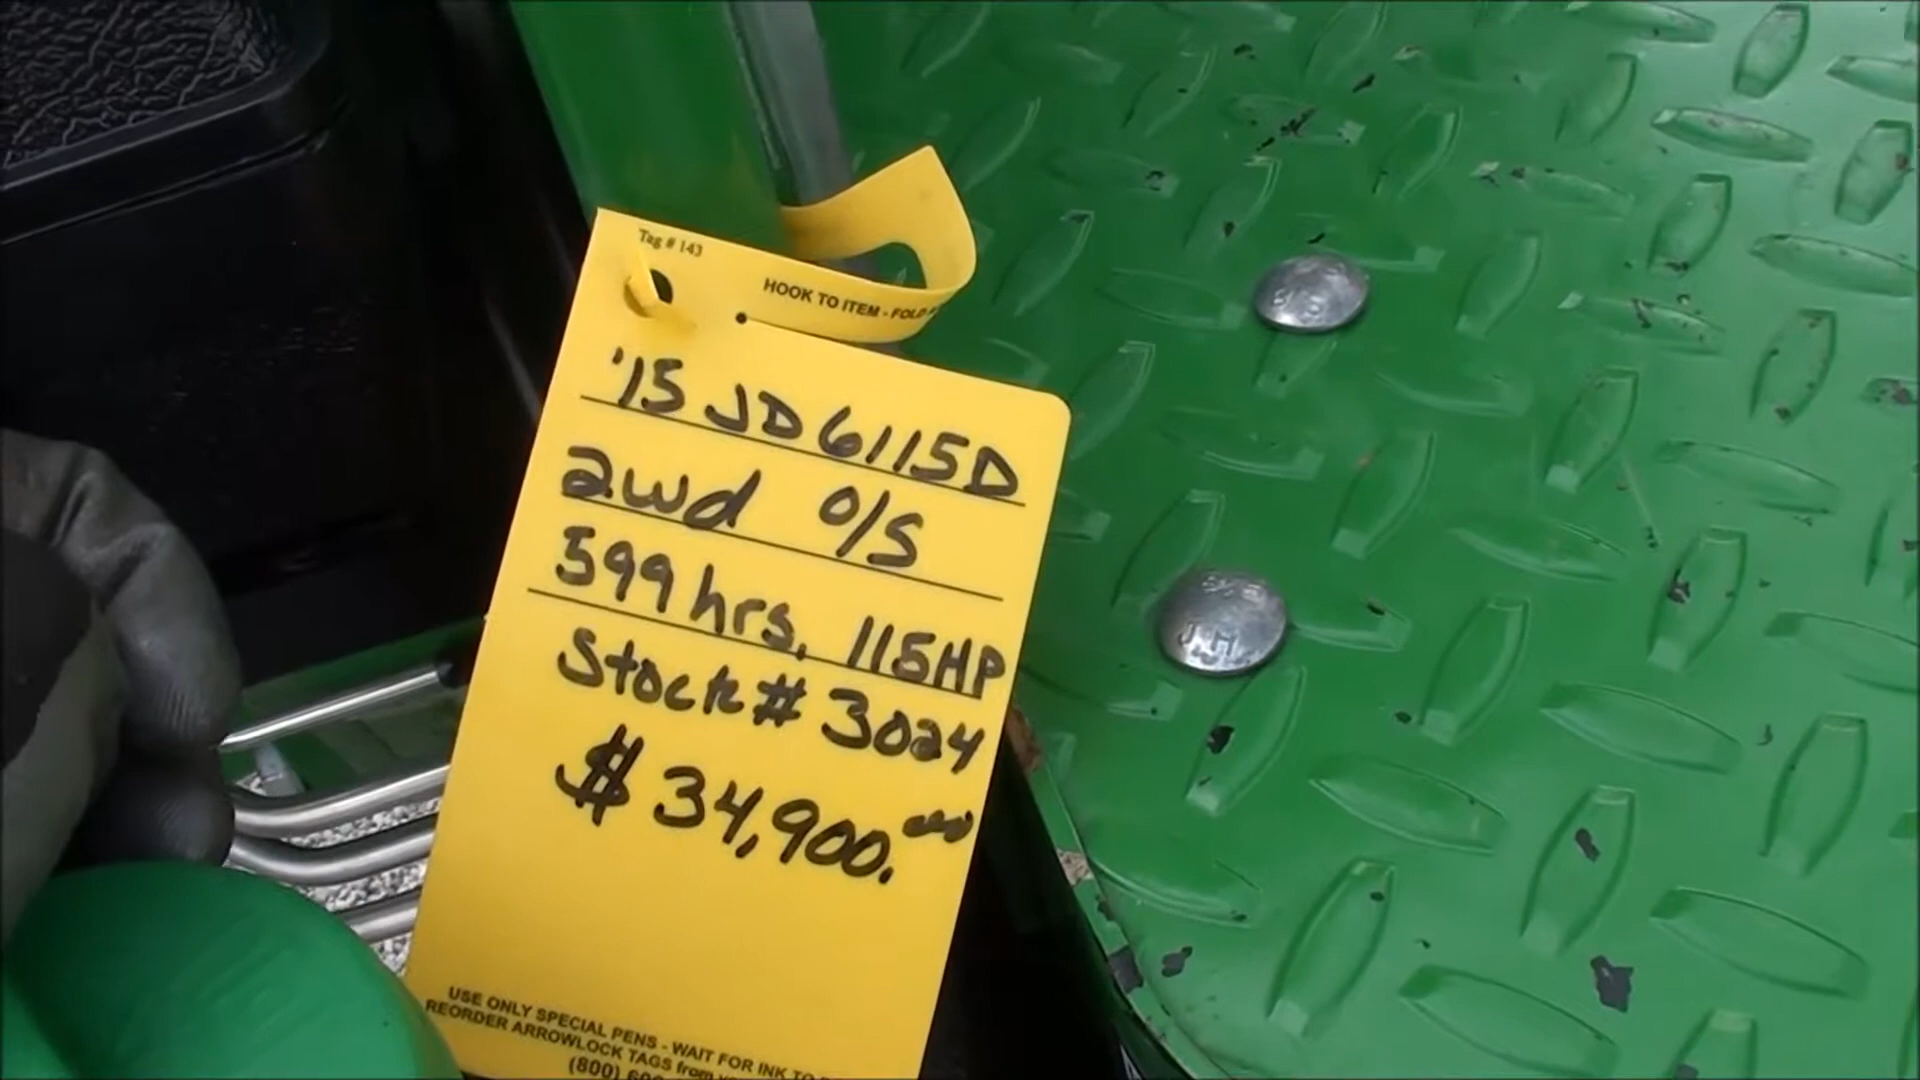 Tag # 143
HOOK TO ITEM - FOLD
'15 JD 6115D
awd O/S
599 hrs. 115HP
Stock # 3024
$ 34,900.00
USE ONLY SPECIAL PENS - WAIT FOR INK TO
REORDER ARROWLOCK TAGS from
(800)
J.H.